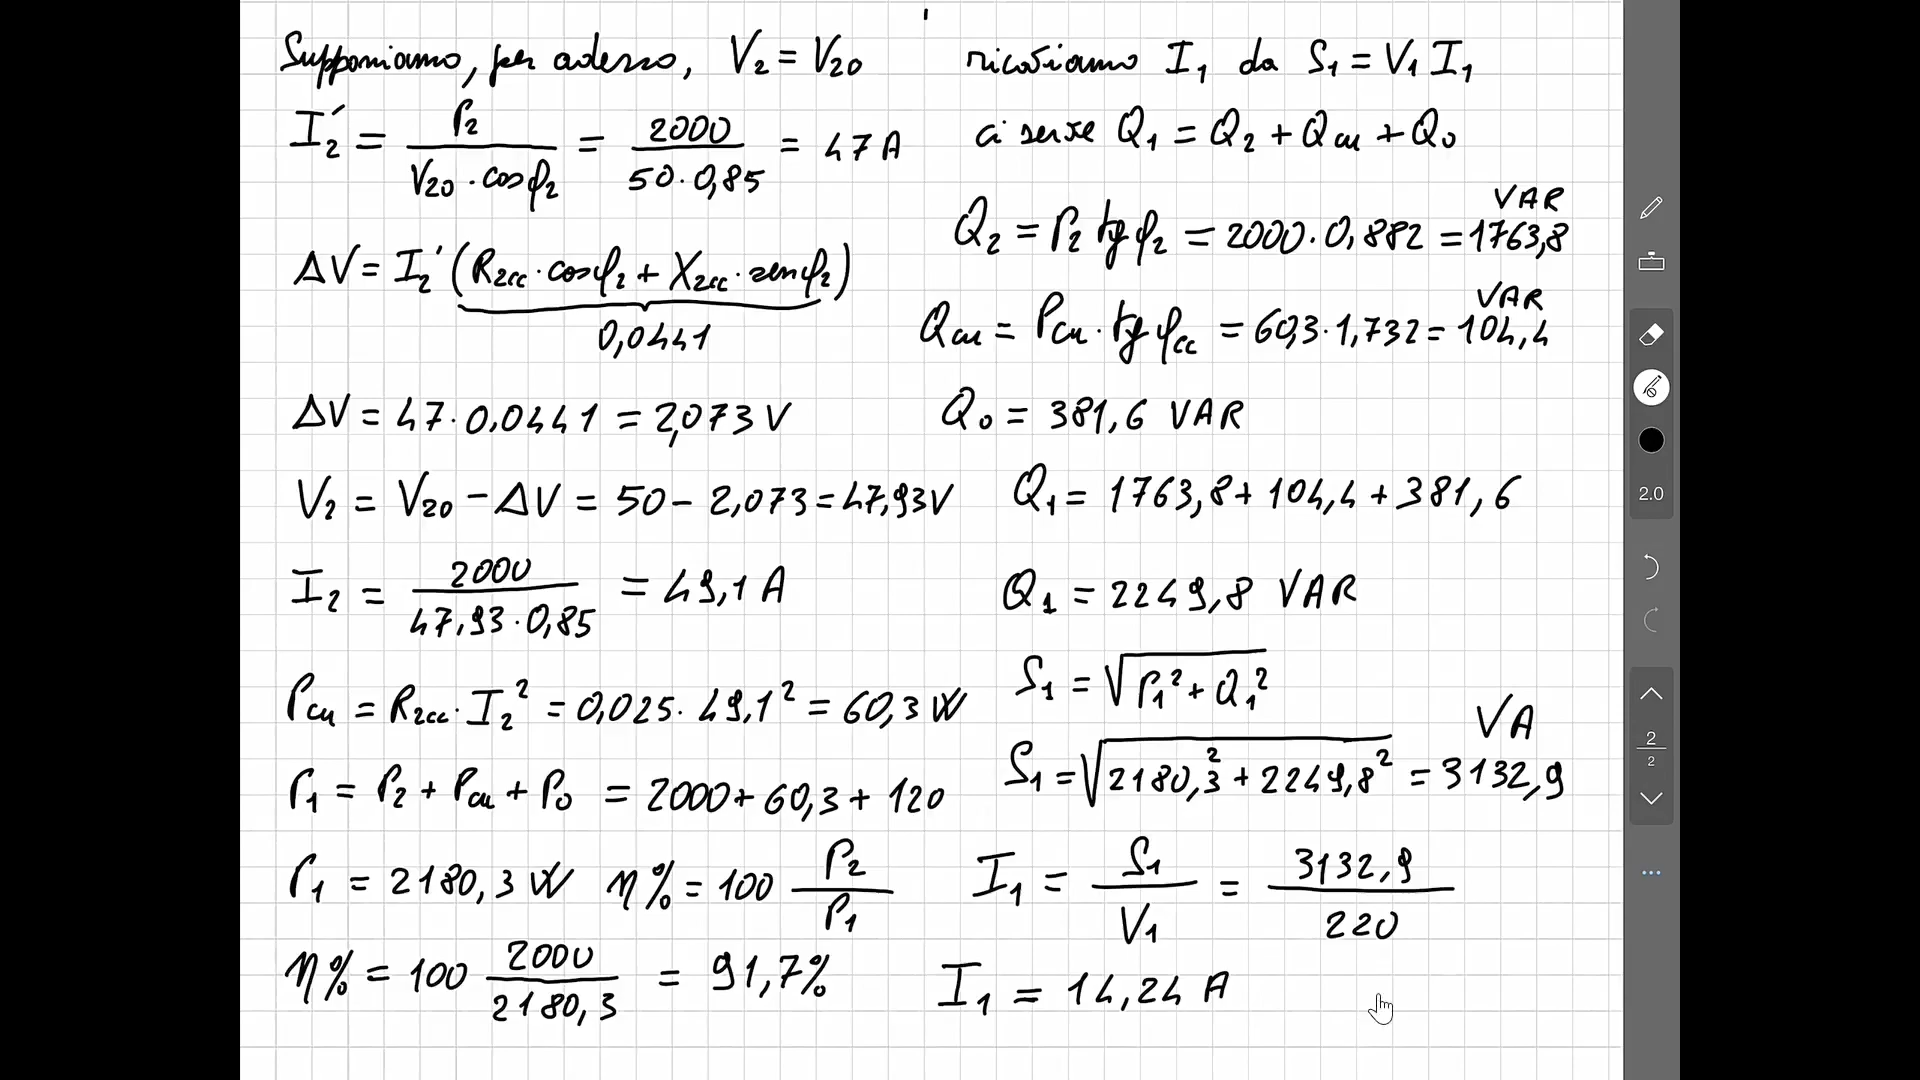 Supponiamo, per adesso, V₂ = V₂₀
I₂' = P₂ / (V₂₀ · cosφ₂) = 2000 / (50 · 0,85) = 47 A
ΔV = I₂' (R₂cc · cosφ₂ + X₂cc · senφ₂)
0,0441
ΔV = 47 · 0,0441 = 2,073 V
V₂ = V₂₀ − ΔV = 50 − 2,073 = 47,93 V
I₂ = 2000 / (47,93 · 0,85) = 49,1 A
Pcu = R₂cc · I₂² = 0,025 · 49,1² = 60,3 W
P₁ = P₂ + Pcu + P₀ = 2000 + 60,3 + 120
P₁ = 2180,3 W η% = 100 P₂ / P₁
η% = 100 2000 / 2180,3 = 91,7%
ricaviamo I₁ da S₁ = V₁ I₁
ci serve Q₁ = Q₂ + Qcu + Q₀
Q₂ = P₂ tgφ₂ = 2000 · 0,882 = 1763,8 VAR
Qcu = Pcu · tgφcc = 60,3 · 1,732 = 104,4 VAR
Q₀ = 381,6 VAR
Q₁ = 1763,8 + 104,4 + 381,6
Q₁ = 2249,8 VAR
S₁ = √(P₁² + Q₁²)
S₁ = √(2180,3² + 2249,8²) = 3132,9 VA
I₁ = S₁ / V₁ = 3132,9 / 220
I₁ = 14,24 A
2.0
2
2